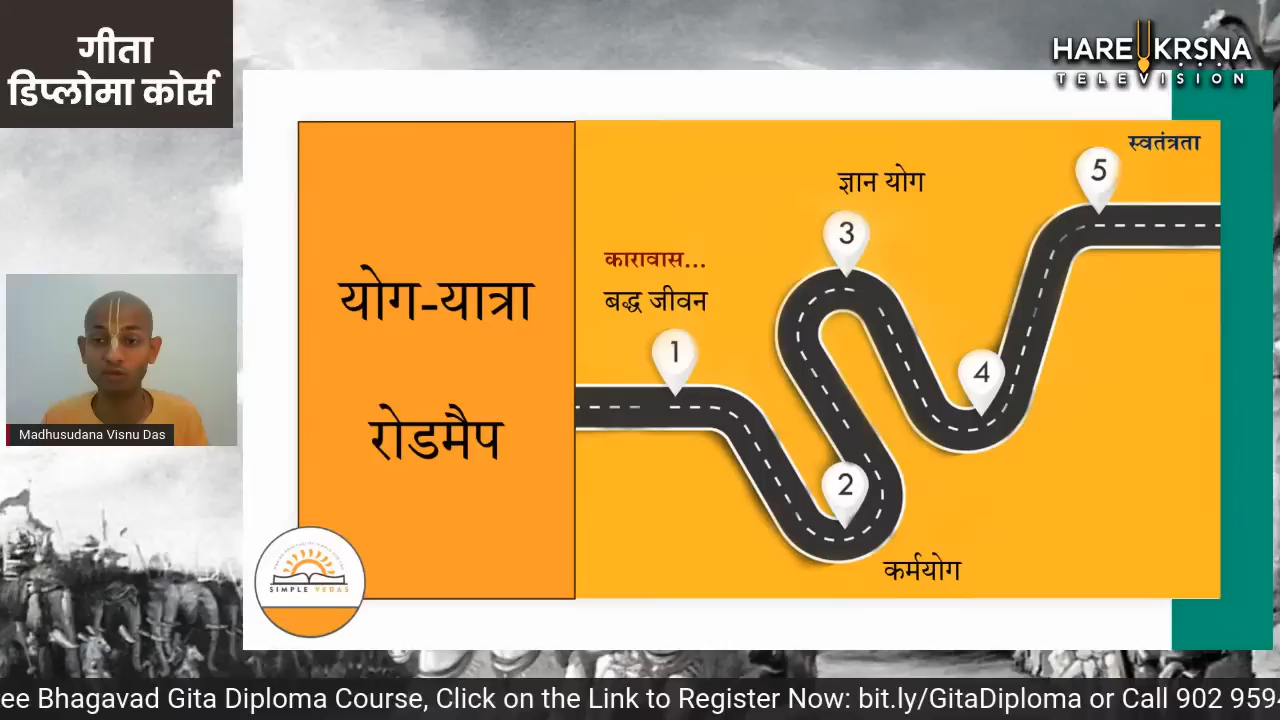 गीता
डिप्लोमा कोर्स
HARE KRSNA
TELEVISION
योग-यात्रा
रोडमैप
कारावास...
बद्ध जीवन
1
2
कर्मयोग
3
ज्ञान योग
4
5
स्वतंत्रता
Madhusudana Visnu Das
SIMPLE VEDAS
ee Bhagavad Gita Diploma Course, Click on the Link to Register Now: bit.ly/GitaDiploma or Call 902 959